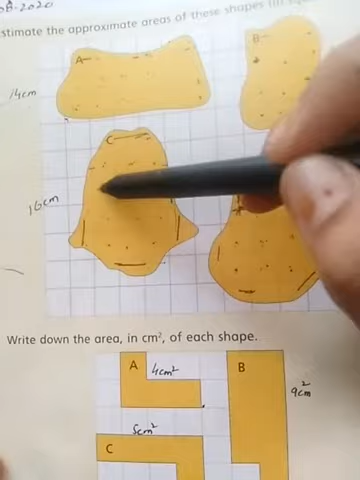 2020
stimate the approximate areas of these shapes
A
B
14cm
C
16cm
Write down the area, in cm², of each shape.
A
4cm²
B
9cm²
5cm²
C